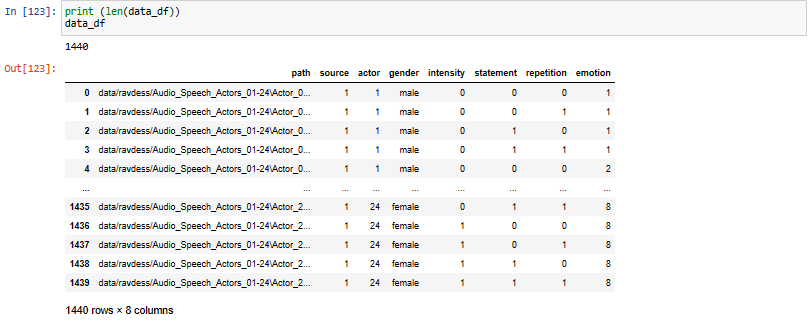 In [123]: print (len(data_df))
data_df
1440
Out[123]:
path source actor gender intensity statement repetition emotion
0 data/ravdess/Audio_Speech_Actors_01-24\Actor_0... 1 1 male 0 0 0 1
1 data/ravdess/Audio_Speech_Actors_01-24\Actor_0... 1 1 male 0 0 1 1
2 data/ravdess/Audio_Speech_Actors_01-24\Actor_0... 1 1 male 0 1 0 1
3 data/ravdess/Audio_Speech_Actors_01-24\Actor_0... 1 1 male 0 1 1 1
4 data/ravdess/Audio_Speech_Actors_01-24\Actor_0... 1 1 male 0 0 0 2
... ... ... ... ... ... ... ... ...
1435 data/ravdess/Audio_Speech_Actors_01-24\Actor_2... 1 24 female 0 1 1 8
1436 data/ravdess/Audio_Speech_Actors_01-24\Actor_2... 1 24 female 1 0 0 8
1437 data/ravdess/Audio_Speech_Actors_01-24\Actor_2... 1 24 female 1 0 1 8
1438 data/ravdess/Audio_Speech_Actors_01-24\Actor_2... 1 24 female 1 1 0 8
1439 data/ravdess/Audio_Speech_Actors_01-24\Actor_2... 1 24 female 1 1 1 8
1440 rows × 8 columns